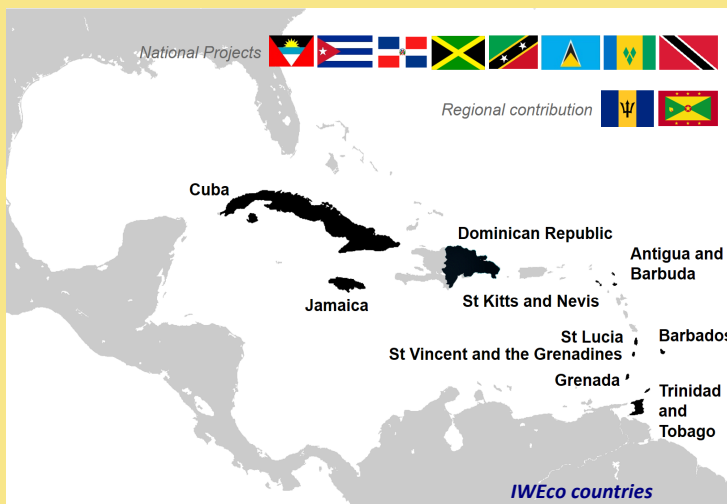 National Projects
Regional contribution
Cuba
Dominican Republic
Antigua and
Barbuda
Jamaica
St Kitts and Nevis
St Lucia
Barbados
St Vincent and the Grenadines
Grenada
Trinidad
and
Tobago
IWEco countries